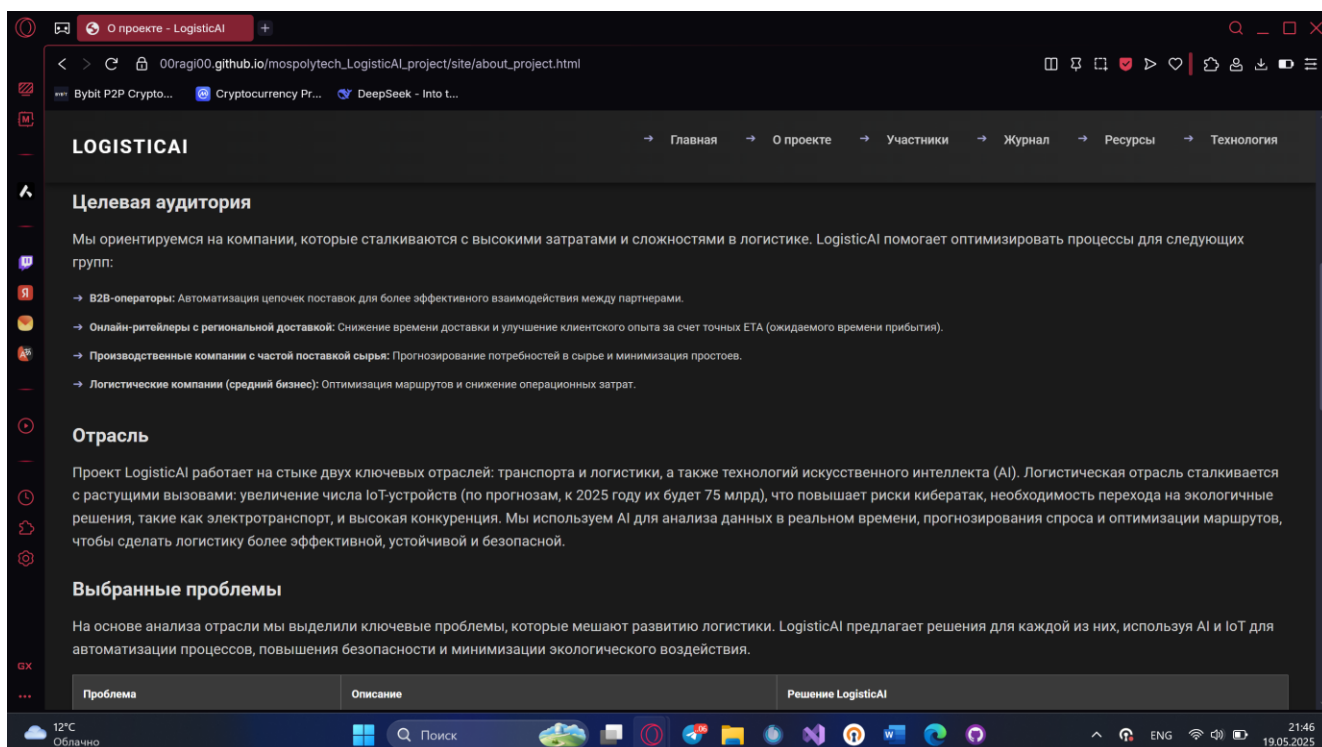 О проекте - LogisticAI
00ragi00.github.io/mospolytech_LogisticAI_project/site/about_project.html
BYBIT Bybit P2P Crypto... Cryptocurrency Pr... DeepSeek - Into t...
LOGISTICAI
→ Главная → О проекте → Участники → Журнал → Ресурсы → Технология
Целевая аудитория
Мы ориентируемся на компании, которые сталкиваются с высокими затратами и сложностями в логистике. LogisticAI помогает оптимизировать процессы для следующих
групп:
→ B2B-операторы: Автоматизация цепочек поставок для более эффективного взаимодействия между партнерами.
→ Онлайн-ритейлеры с региональной доставкой: Снижение времени доставки и улучшение клиентского опыта за счет точных ETA (ожидаемого времени прибытия).
→ Производственные компании с частой поставкой сырья: Прогнозирование потребностей в сырье и минимизация простоев.
→ Логистические компании (средний бизнес): Оптимизация маршрутов и снижение операционных затрат.
Отрасль
Проект LogisticAI работает на стыке двух ключевых отраслей: транспорта и логистики, а также технологий искусственного интеллекта (AI). Логистическая отрасль сталкивается
с растущими вызовами: увеличение числа IoT-устройств (по прогнозам, к 2025 году их будет 75 млрд), что повышает риски кибератак, необходимость перехода на экологичные
решения, такие как электротранспорт, и высокая конкуренция. Мы используем AI для анализа данных в реальном времени, прогнозирования спроса и оптимизации маршрутов,
чтобы сделать логистику более эффективной, устойчивой и безопасной.
Выбранные проблемы
На основе анализа отрасли мы выделили ключевые проблемы, которые мешают развитию логистики. LogisticAI предлагает решения для каждой из них, используя AI и IoT для
автоматизации процессов, повышения безопасности и минимизации экологического воздействия.
Проблема Описание Решение LogisticAI
GX
12°C
Облачно
Поиск
ENG
21:46
19.05.2025